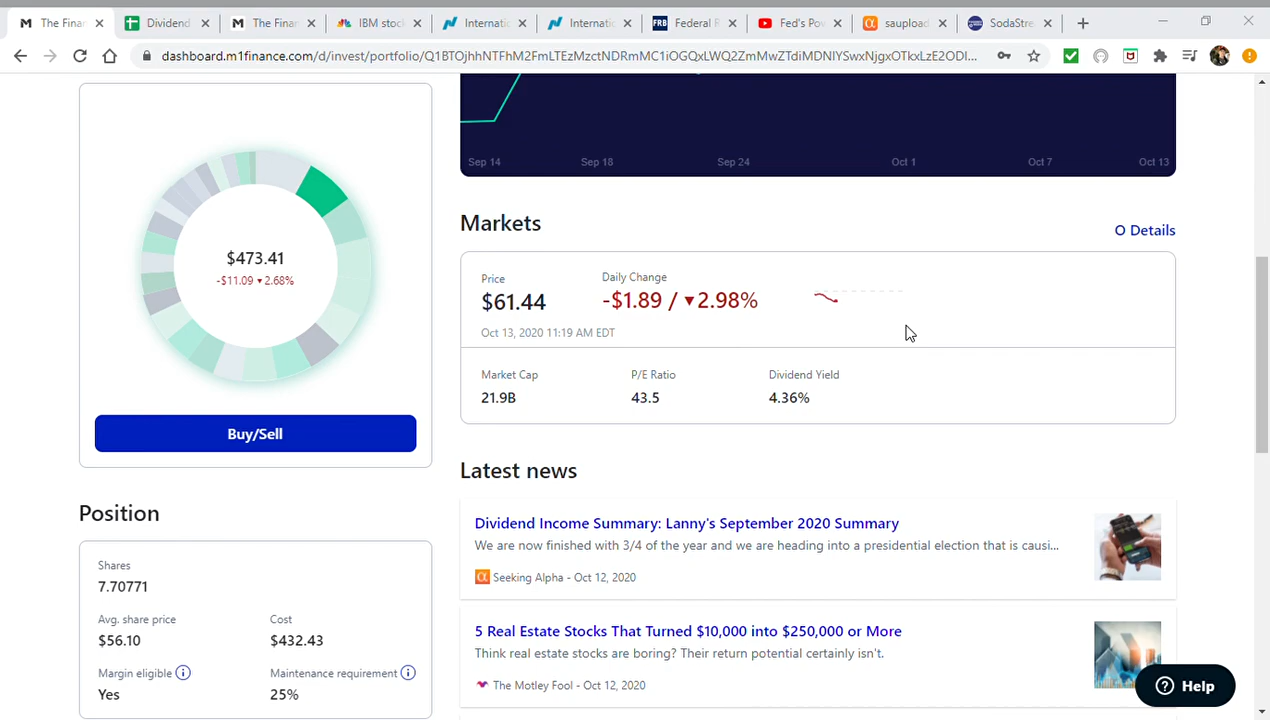 The Finan
Dividend
The Finan
IBM stoc
Internatic
Internatic
FRB
Federal R
Fed's Pow
saupload
SodaStre
dashboard.m1finance.com/d/invest/portfolio/
$473.41
-$11.09 ▾ 2.68%
Buy/Sell
Position
Shares
7.70771
Avg. share price
$56.10
Cost
$432.43
Margin eligible
Yes
Maintenance requirement
25%
Sep 14
Sep 18
Sep 24
Oct 1
Oct 7
Oct 13
Markets
O Details
Price
$61.44
Oct 13, 2020 11:19 AM EDT
Daily Change
-$1.89 / ▾2.98%
Market Cap
21.9B
P/E Ratio
43.5
Dividend Yield
4.36%
Latest news
Dividend Income Summary: Lanny's September 2020 Summary
We are now finished with 3/4 of the year and we are heading into a presidential election that is causi...
Seeking Alpha - Oct 12, 2020
5 Real Estate Stocks That Turned $10,000 into $250,000 or More
Think real estate stocks are boring? Their return potential certainly isn't.
The Motley Fool - Oct 12, 2020
Help